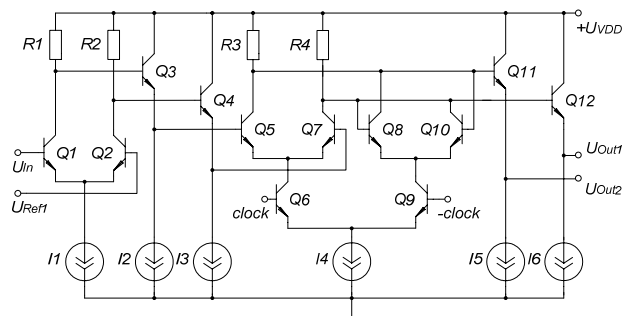 R1 R2 R3 R4 +UVDD
Q3 Q11
Q4 Q12
Q5 Q7 Q8 Q10
Q1 Q2
UIn UOut1
URef1 Q6 Q9 UOut2
clock -clock
I1 I2 I3 I4 I5 I6